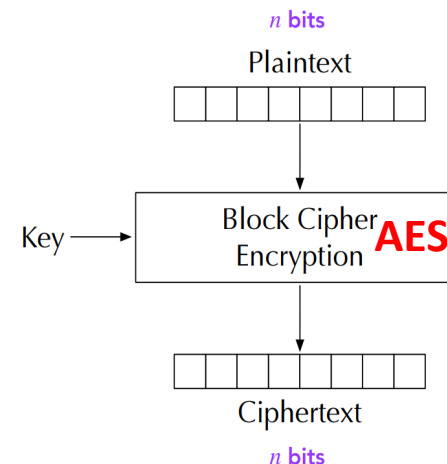 n bits
Plaintext
Key
Block Cipher
Encryption
AES
Ciphertext
n bits